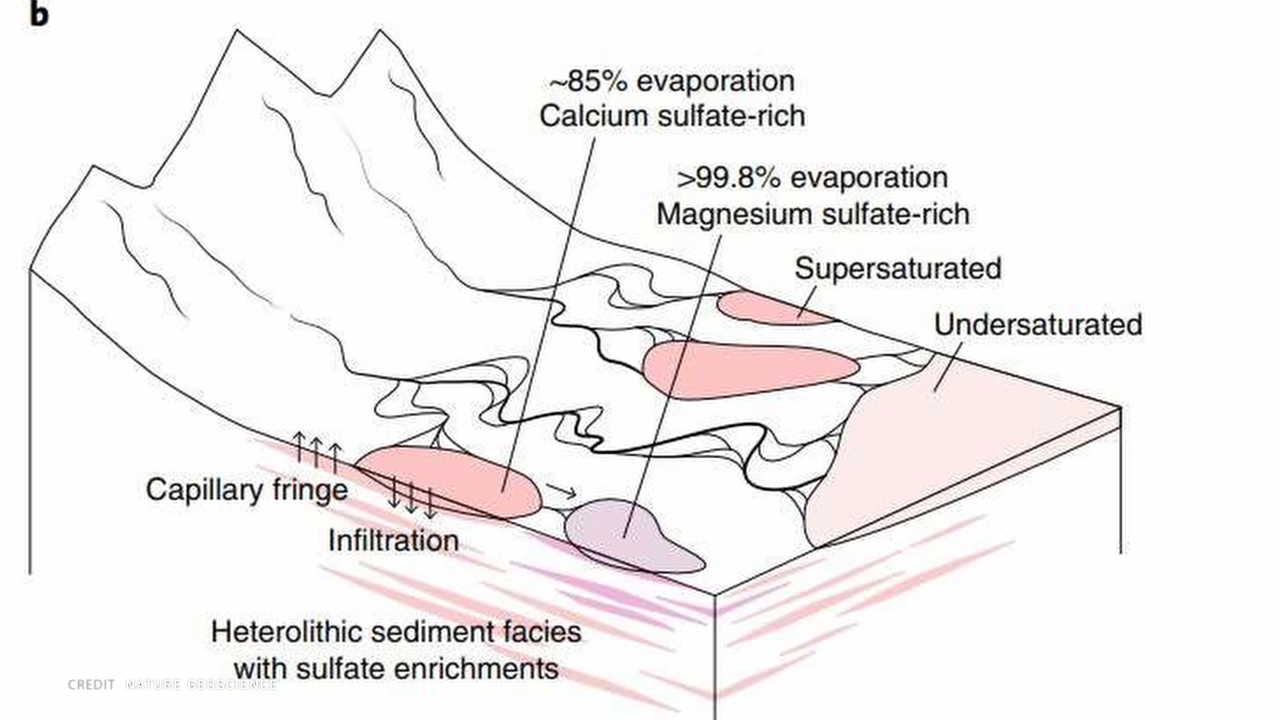 b
~85% evaporation
Calcium sulfate-rich
>99.8% evaporation
Magnesium sulfate-rich
Supersaturated
Undersaturated
Capillary fringe
Infiltration
Heterolithic sediment facies
with sulfate enrichments
CREDIT NATURE GEOSCIENCE